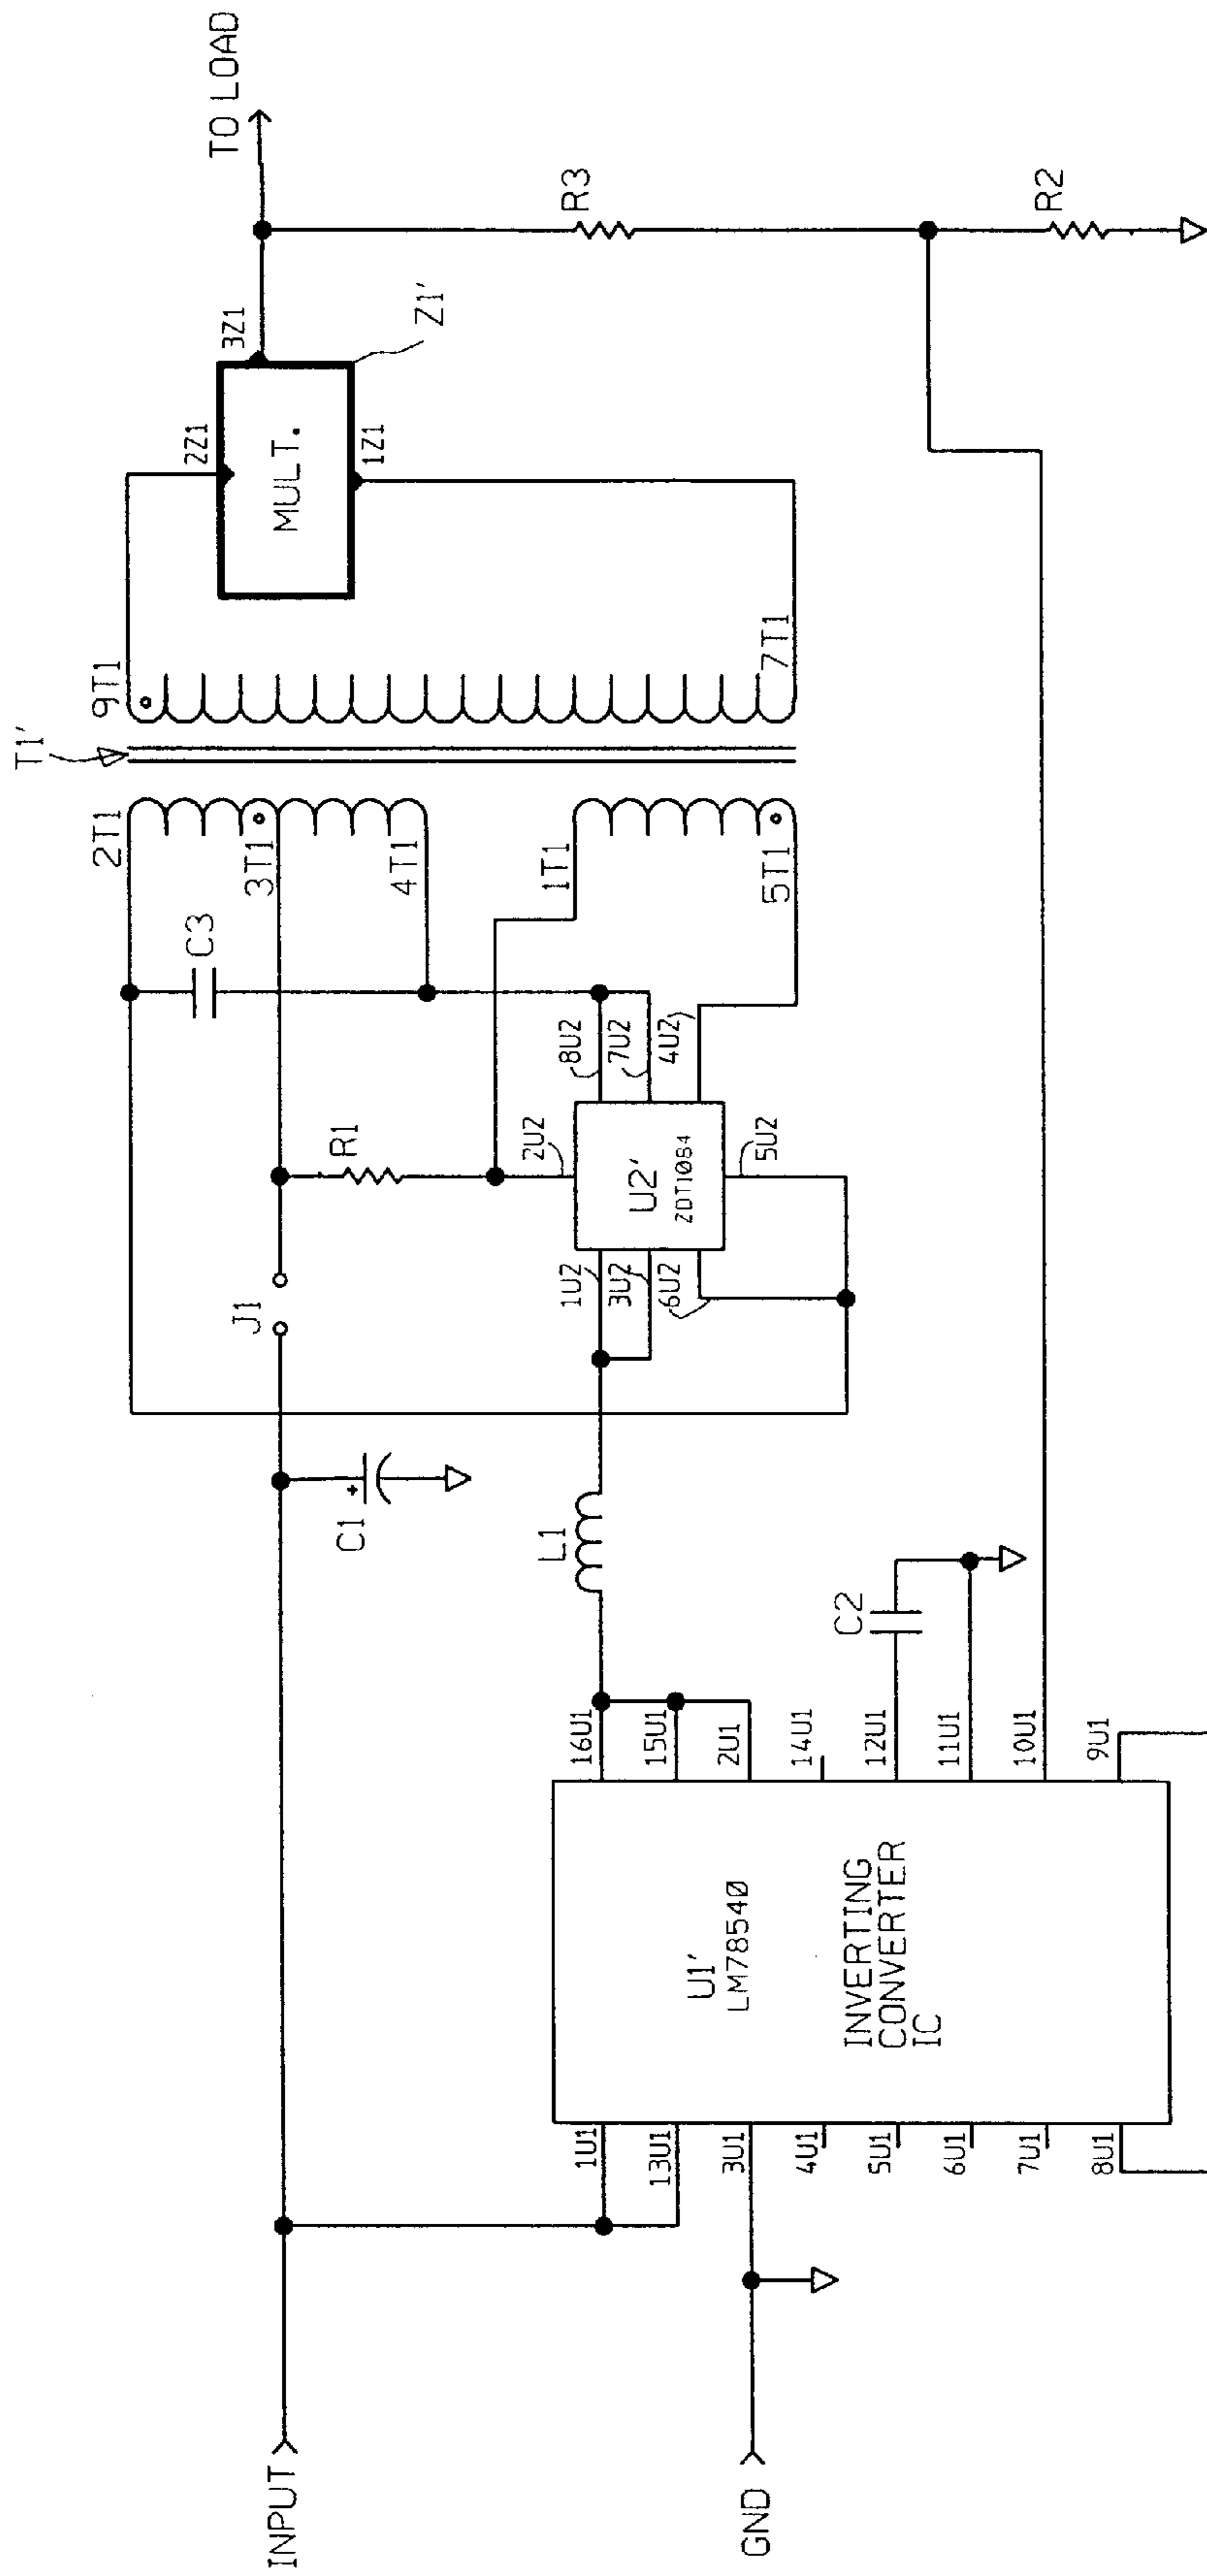 T1'
TO LOAD
9T1
2Z1
3Z1
MULT.
1Z1
Z1'
7T1
R3
R2
2T1
C3
3T1
4T1
1T1
5T1
J1
R1
2U2
8U2
7U2
4U2
U2'
ZDT1084
5U2
1U2
3U2
6U2
C1
+
L1
C2
INPUT
GND
1U1
13U1
3U1
4U1
5U1
6U1
7U1
8U1
U1'
LM78540
INVERTING
CONVERTER
IC
16U1
15U1
2U1
14U1
12U1
11U1
10U1
9U1